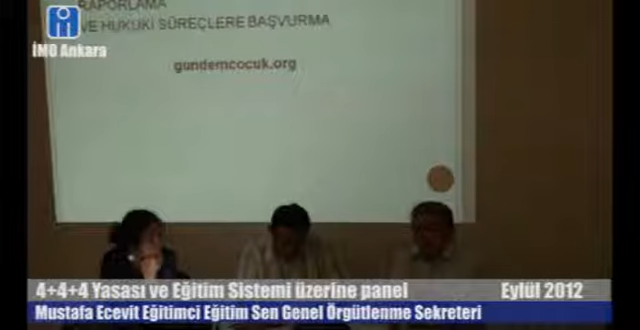 RAPORLAMA
VE HUKUKİ SÜREÇLERE BAŞVURMA
İMO Ankara
gundemcocuk.org
4+4+4 Yasası ve Eğitim Sistemi üzerine panel Eylül 2012
Mustafa Ecevit Eğitimci Eğitim Sen Genel Örgütlenme Sekreteri